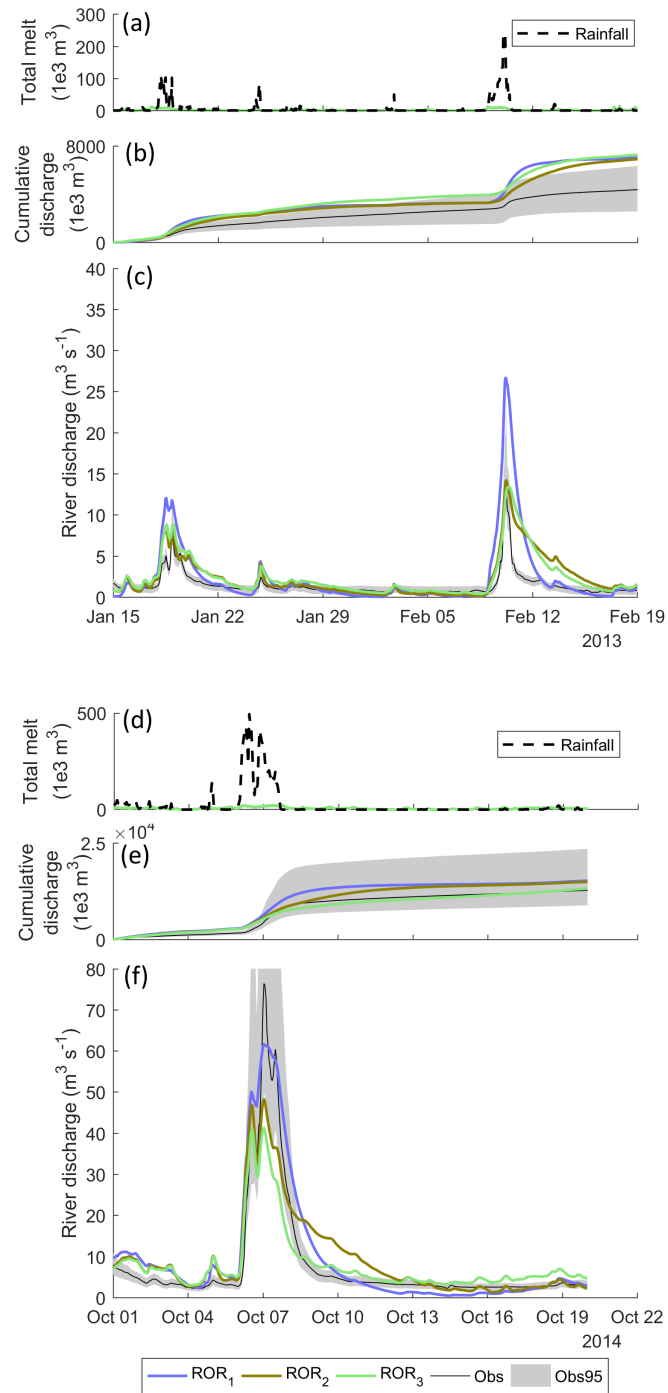 (a)
Rainfall
Total melt
(1e3 m³)
300
200
100
0
(b)
Cumulative
discharge
(1e3 m³)
8000
0
(c)
River discharge (m³ s⁻¹)
40
35
30
25
20
15
10
5
0
Jan 15 Jan 22 Jan 29 Feb 05 Feb 12 Feb 19
2013
(d)
Rainfall
Total melt
(1e3 m³)
500
0
×10⁴
(e)
Cumulative
discharge
(1e3 m³)
2.5
0
(f)
River discharge (m³ s⁻¹)
80
70
60
50
40
30
20
10
0
Oct 01 Oct 04 Oct 07 Oct 10 Oct 13 Oct 16 Oct 19 Oct 22
2014
ROR₁ ROR₂ ROR₃ Obs Obs95